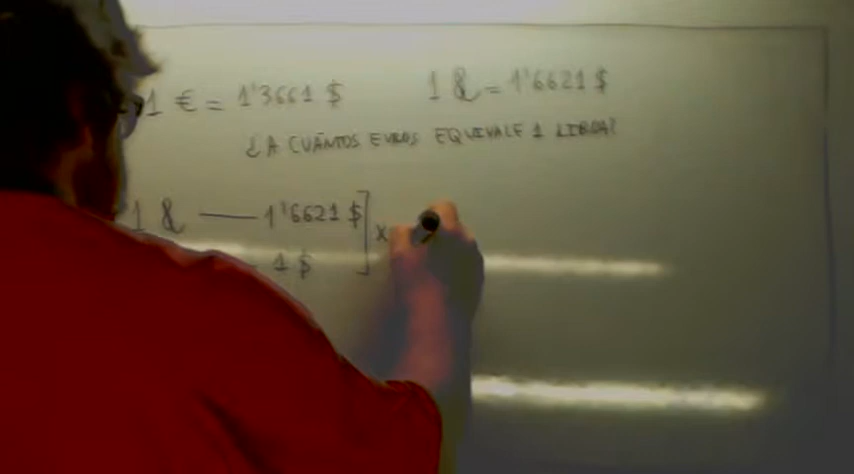 1 € = 1'3661 $ 1 & = 1'6621 $
¿A CUÁNTOS EUROS EQUIVALE 1 LIBRA?
1 & — 1'6621 $
1 $ x